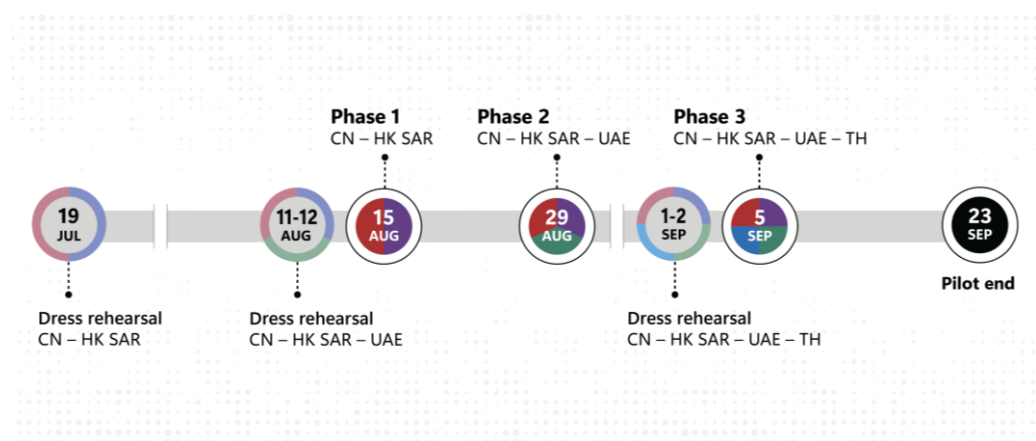 Phase 1
CN – HK SAR
Phase 2
CN – HK SAR – UAE
Phase 3
CN – HK SAR – UAE – TH
19
JUL
11-12
AUG
15
AUG
29
AUG
1-2
SEP
5
SEP
23
SEP
Pilot end
Dress rehearsal
CN – HK SAR
Dress rehearsal
CN – HK SAR – UAE
Dress rehearsal
CN – HK SAR – UAE – TH